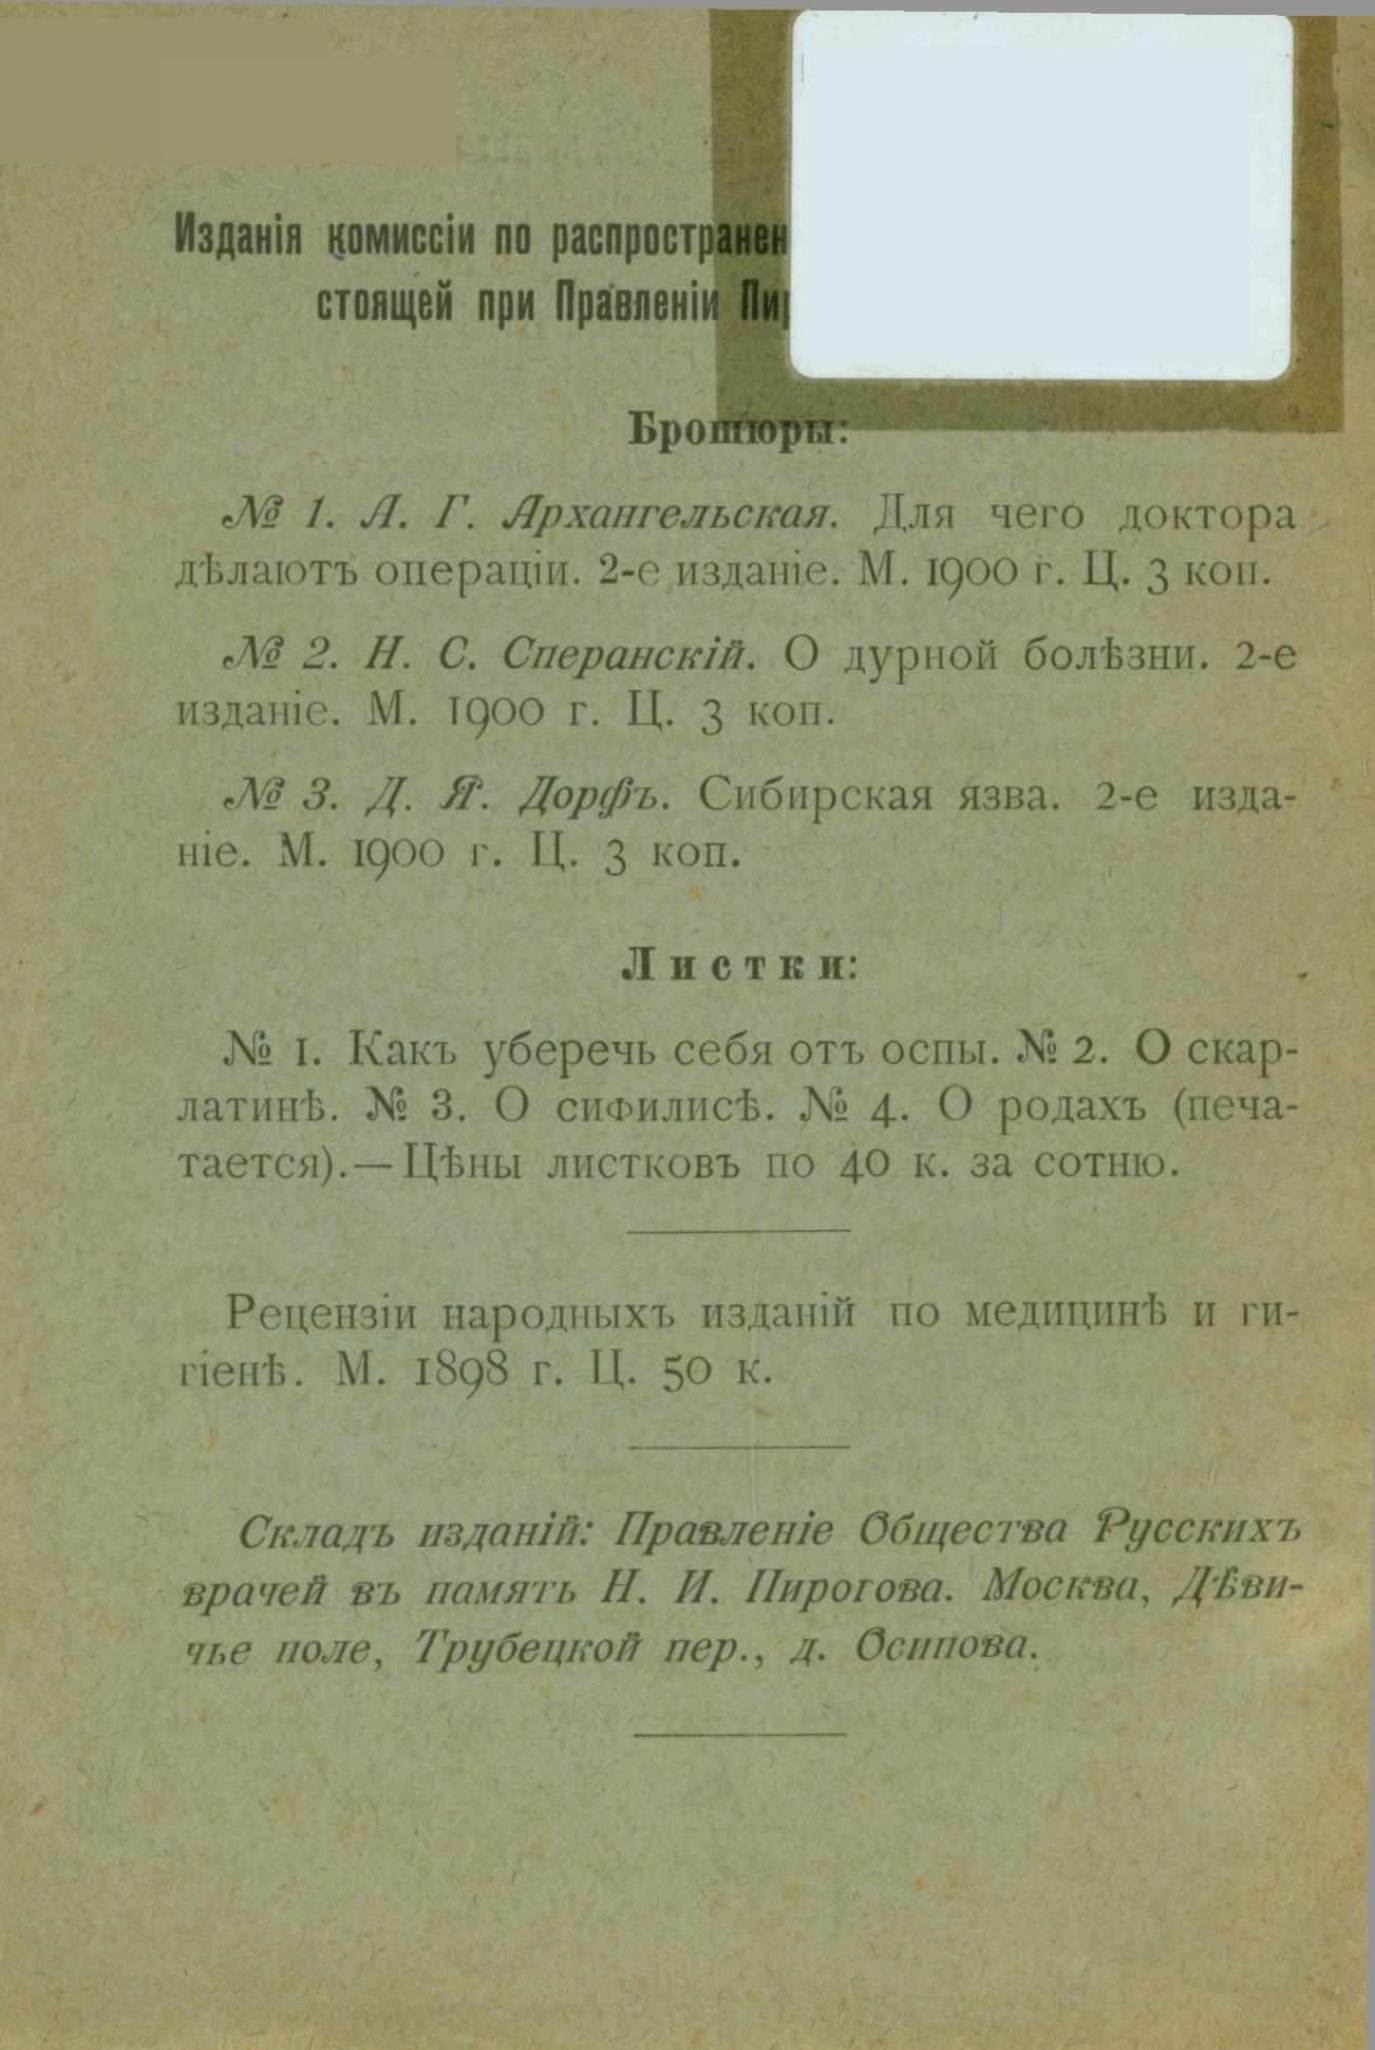 Изданія комиссіи по распространен
стоящей при Правленіи Пир
Брошюры:
№ 1. А. Г. Архангельская. Для чего доктора
дѣлаютъ операціи. 2-е изданіе. М. 1900 г. Ц. 3 коп.
№ 2. Н. С. Сперанскій. О дурной болѣзни. 2-е
изданіе. М. 1900 г. Ц. 3 коп.
№ 3. Д. Я. Дорфъ. Сибирская язва. 2-е изда-
ніе. М. 1900 г. Ц. 3 коп.
Листки:
№ 1. Какъ уберечь себя отъ оспы. № 2. О скар-
латинѣ. № 3. О сифилисѣ. № 4. О родахъ (печа-
тается).—Цѣны листковъ по 40 к. за сотню.
Рецензіи народныхъ изданій по медицинѣ и ги-
гіенѣ. М. 1898 г. Ц. 50 к.
Складъ изданій: Правленіе Общества Русскихъ
врачей въ память Н. И. Пирогова. Москва, Дѣви-
чье поле, Трубецкой пер., д. Осипова.